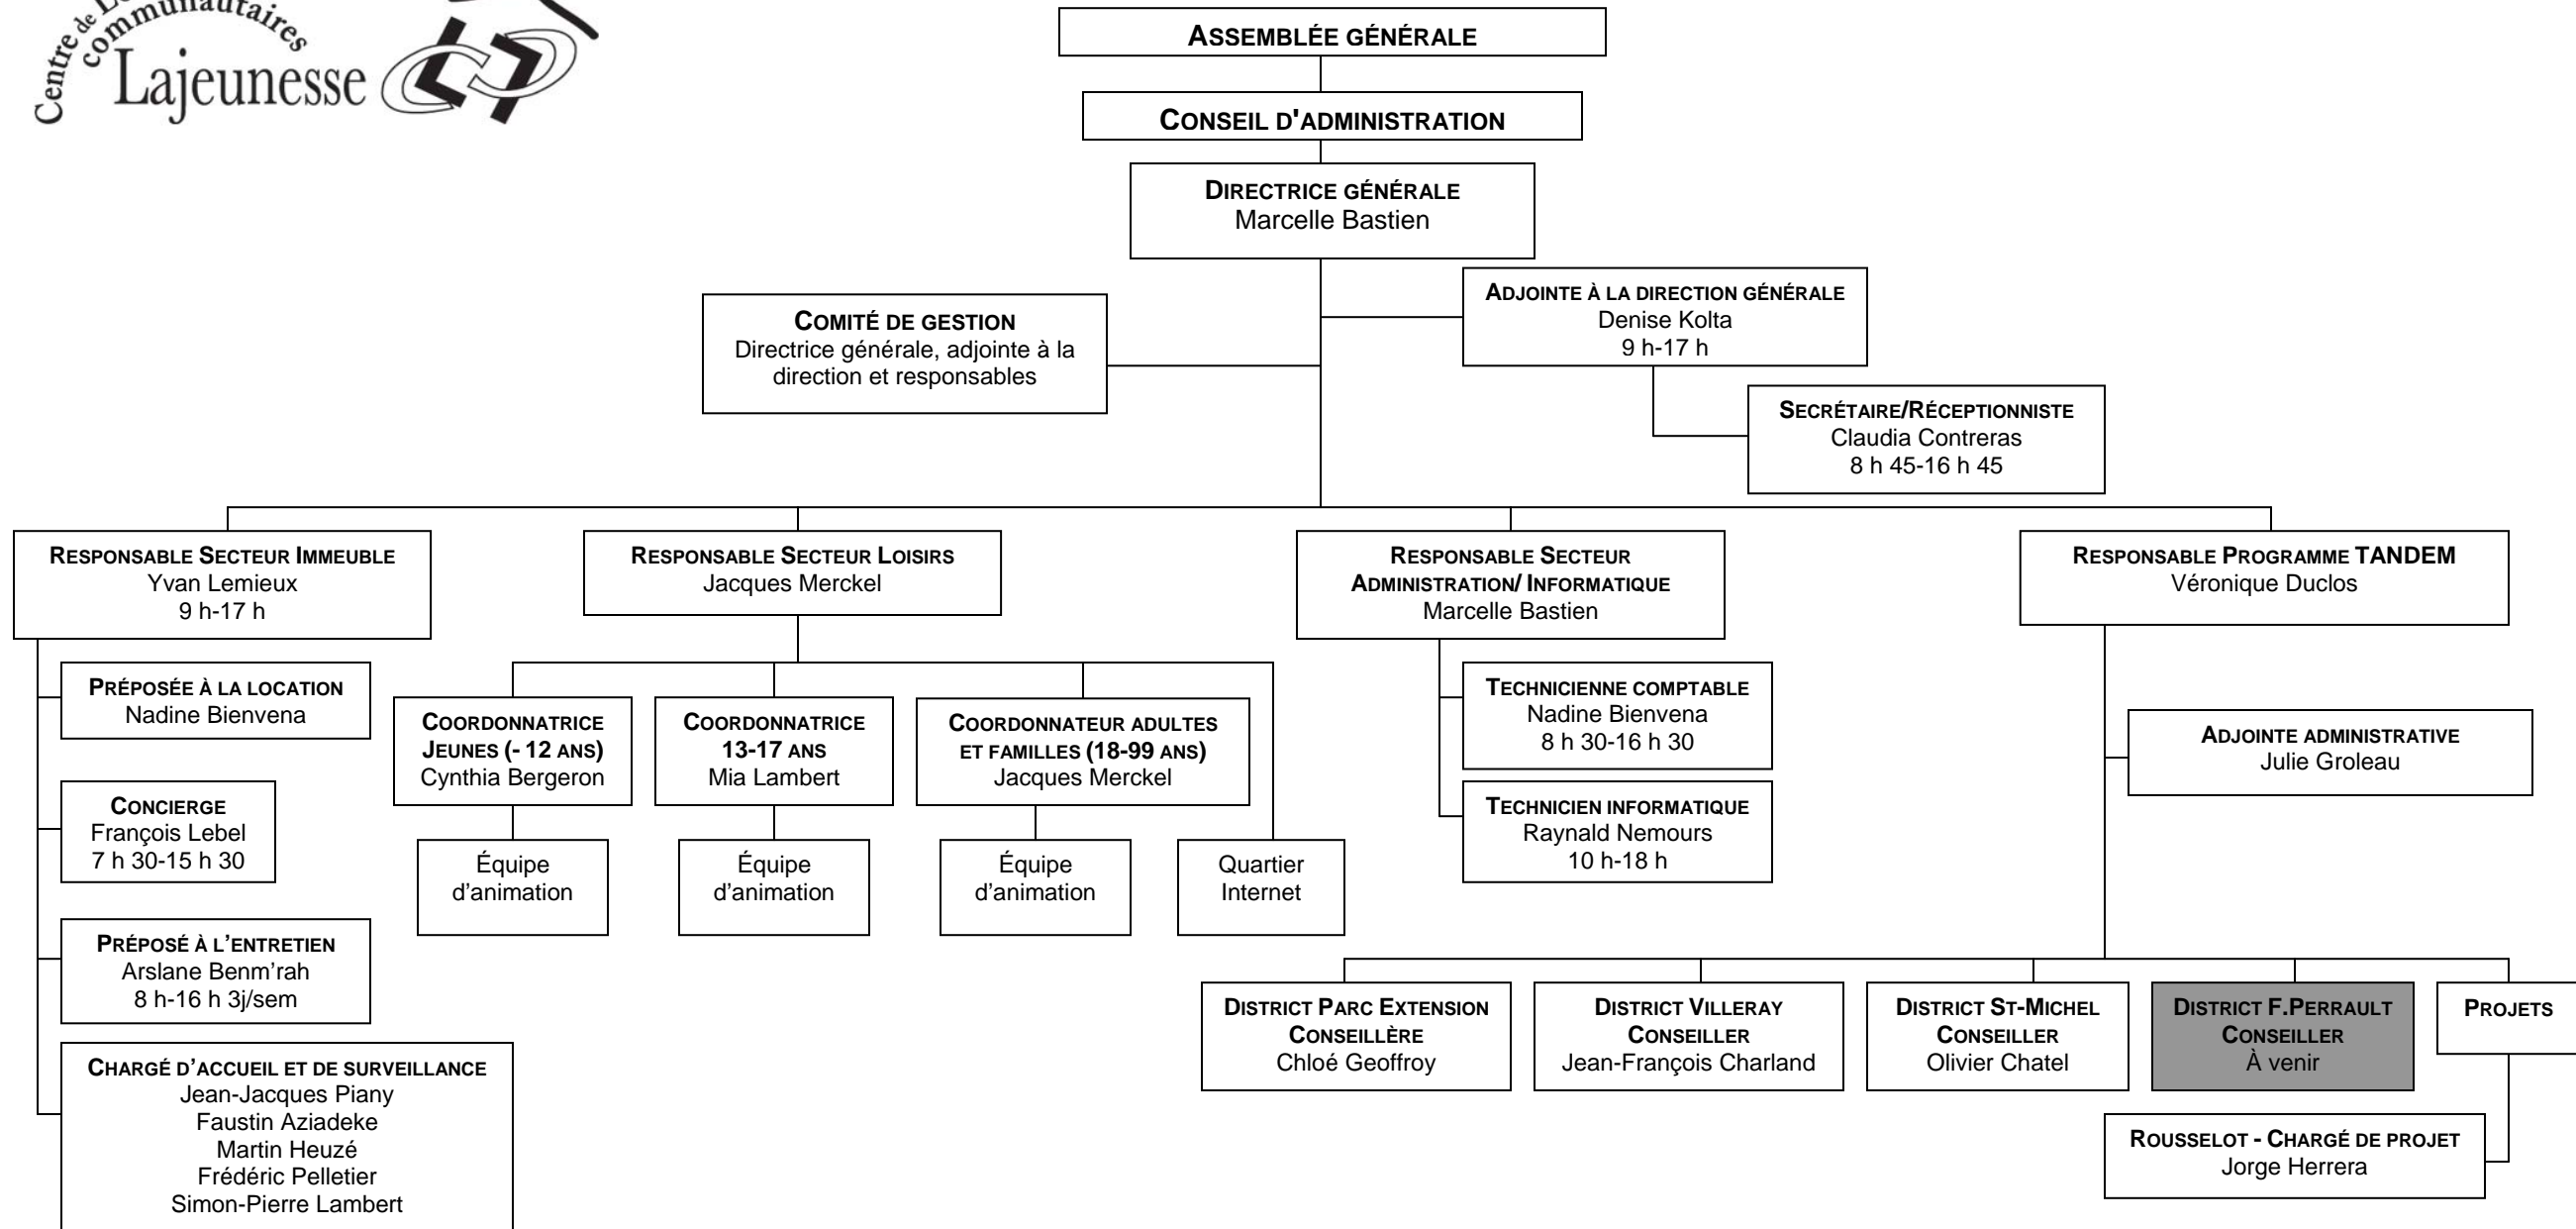 Centre de
communautaires
Lajeunesse
ASSEMBLÉE GÉNÉRALE
CONSEIL D'ADMINISTRATION
DIRECTRICE GÉNÉRALE
Marcelle Bastien
ADJOINTE À LA DIRECTION GÉNÉRALE
Denise Kolta
9 h-17 h
COMITÉ DE GESTION
Directrice générale, adjointe à la
direction et responsables
SECRÉTAIRE/RÉCEPTIONNISTE
Claudia Contreras
8 h 45-16 h 45
RESPONSABLE SECTEUR IMMEUBLE
Yvan Lemieux
9 h-17 h
RESPONSABLE SECTEUR LOISIRS
Jacques Merckel
RESPONSABLE SECTEUR
ADMINISTRATION/ INFORMATIQUE
Marcelle Bastien
RESPONSABLE PROGRAMME TANDEM
Véronique Duclos
PRÉPOSÉE À LA LOCATION
Nadine Bienvena
CONCIERGE
François Lebel
7 h 30-15 h 30
PRÉPOSÉ À L'ENTRETIEN
Arslane Benm'rah
8 h-16 h 3j/sem
CHARGÉ D'ACCUEIL ET DE SURVEILLANCE
Jean-Jacques Piany
Faustin Aziadeke
Martin Heuzé
Frédéric Pelletier
Simon-Pierre Lambert
COORDONNATRICE
JEUNES (- 12 ANS)
Cynthia Bergeron
Équipe
d'animation
COORDONNATRICE
13-17 ANS
Mia Lambert
Équipe
d'animation
COORDONNATEUR ADULTES
ET FAMILLES (18-99 ANS)
Jacques Merckel
Équipe
d'animation
Quartier
Internet
TECHNICIENNE COMPTABLE
Nadine Bienvena
8 h 30-16 h 30
TECHNICIEN INFORMATIQUE
Raynald Nemours
10 h-18 h
ADJOINTE ADMINISTRATIVE
Julie Groleau
DISTRICT PARC EXTENSION
CONSEILLÈRE
Chloé Geoffroy
DISTRICT VILLERAY
CONSEILLER
Jean-François Charland
DISTRICT ST-MICHEL
CONSEILLER
Olivier Chatel
DISTRICT F.PERRAULT
CONSEILLER
À venir
PROJETS
ROUSSELOT - CHARGÉ DE PROJET
Jorge Herrera